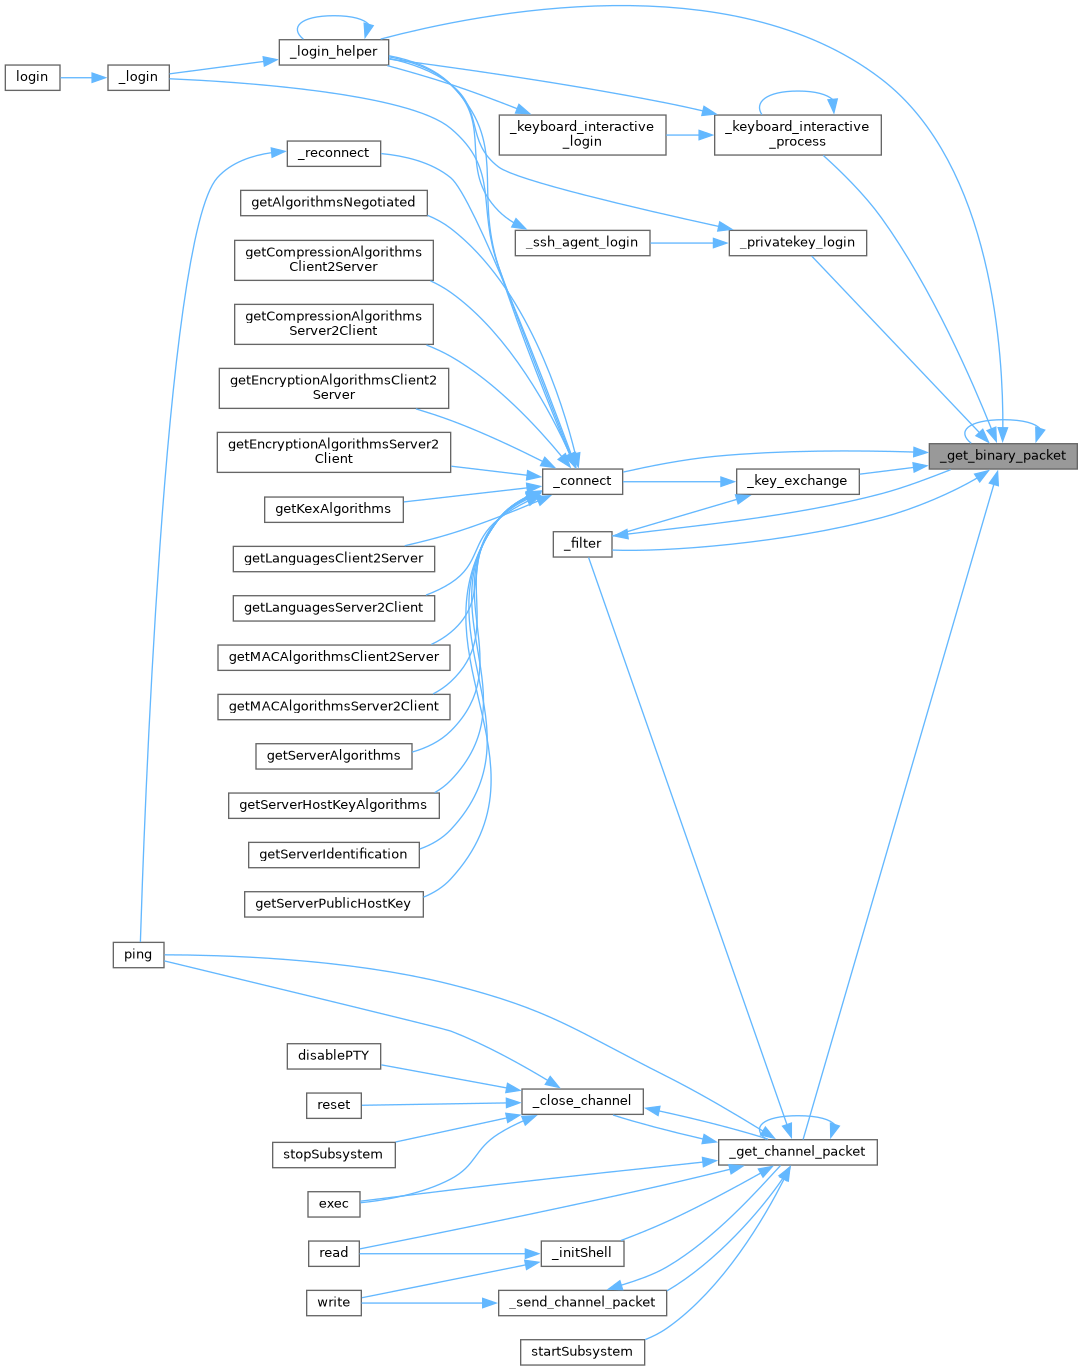 _login_helper
login
_login
_keyboard_interactive
_login
_keyboard_interactive
_process
_reconnect
getAlgorithmsNegotiated
_ssh_agent_login
_privatekey_login
getCompressionAlgorithms
Client2Server
getCompressionAlgorithms
Server2Client
getEncryptionAlgorithmsClient2
Server
getEncryptionAlgorithmsServer2
Client
_get_binary_packet
_connect
_key_exchange
getKexAlgorithms
_filter
getLanguagesClient2Server
getLanguagesServer2Client
getMACAlgorithmsClient2Server
getMACAlgorithmsServer2Client
getServerAlgorithms
getServerHostKeyAlgorithms
getServerIdentification
getServerPublicHostKey
ping
disablePTY
_close_channel
reset
stopSubsystem
_get_channel_packet
exec
read
_initShell
write
_send_channel_packet
startSubsystem